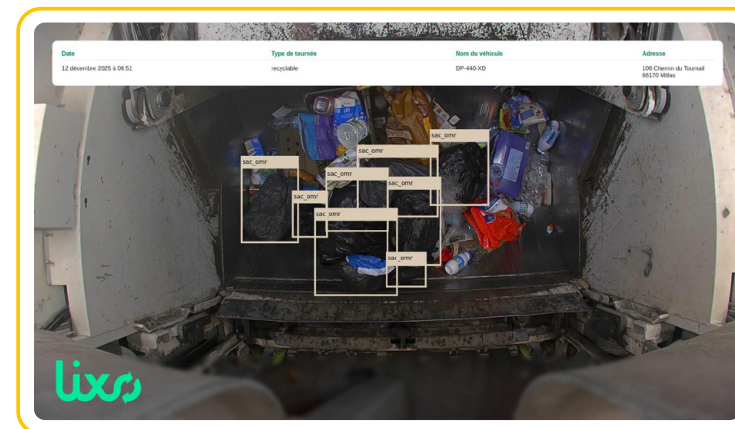 Date Type de tournée Nom du véhicule Adresse
12 décembre 2025 à 06:51 recyclable DP-440-XD 106 Chemin du Tournail
66170 Millas
sac_omr
sac_omr
sac_omr
sac_omr
sac_omr
sac_omr
sac_omr
sac_omr
lixo